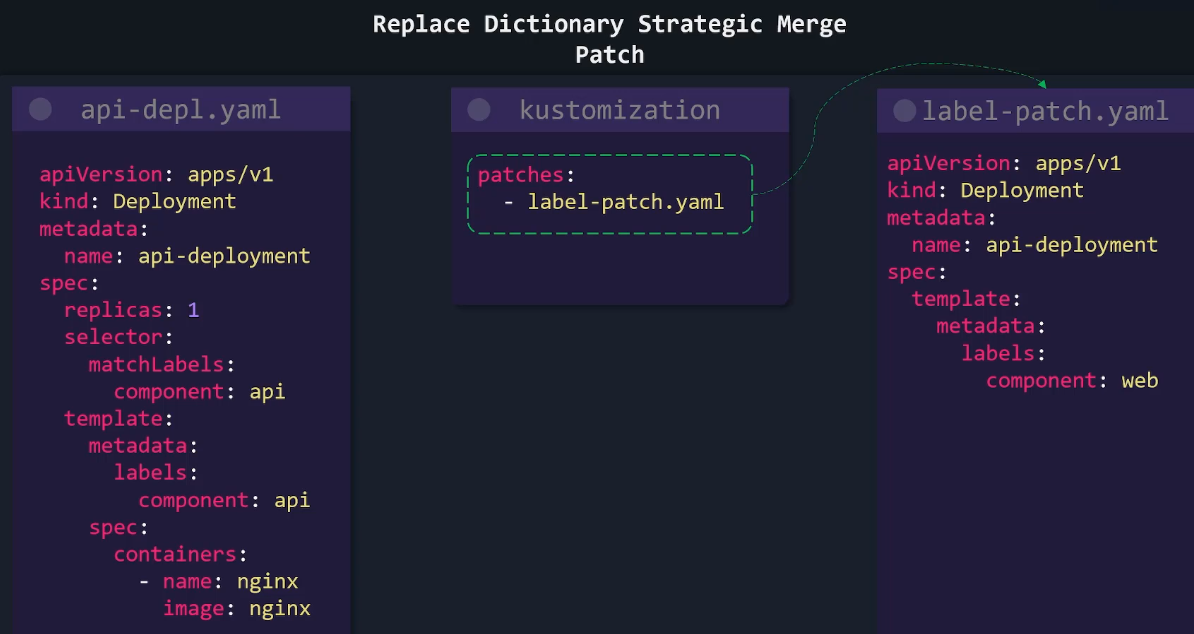 Replace Dictionary Strategic Merge
Patch
api-depl.yaml
apiVersion: apps/v1
kind: Deployment
metadata:
  name: api-deployment
spec:
  replicas: 1
  selector:
    matchLabels:
      component: api
  template:
    metadata:
      labels:
        component: api
    spec:
      containers:
        - name: nginx
          image: nginx
kustomization
patches:
  - label-patch.yaml
label-patch.yaml
apiVersion: apps/v1
kind: Deployment
metadata:
  name: api-deployment
spec:
  template:
    metadata:
      labels:
        component: web